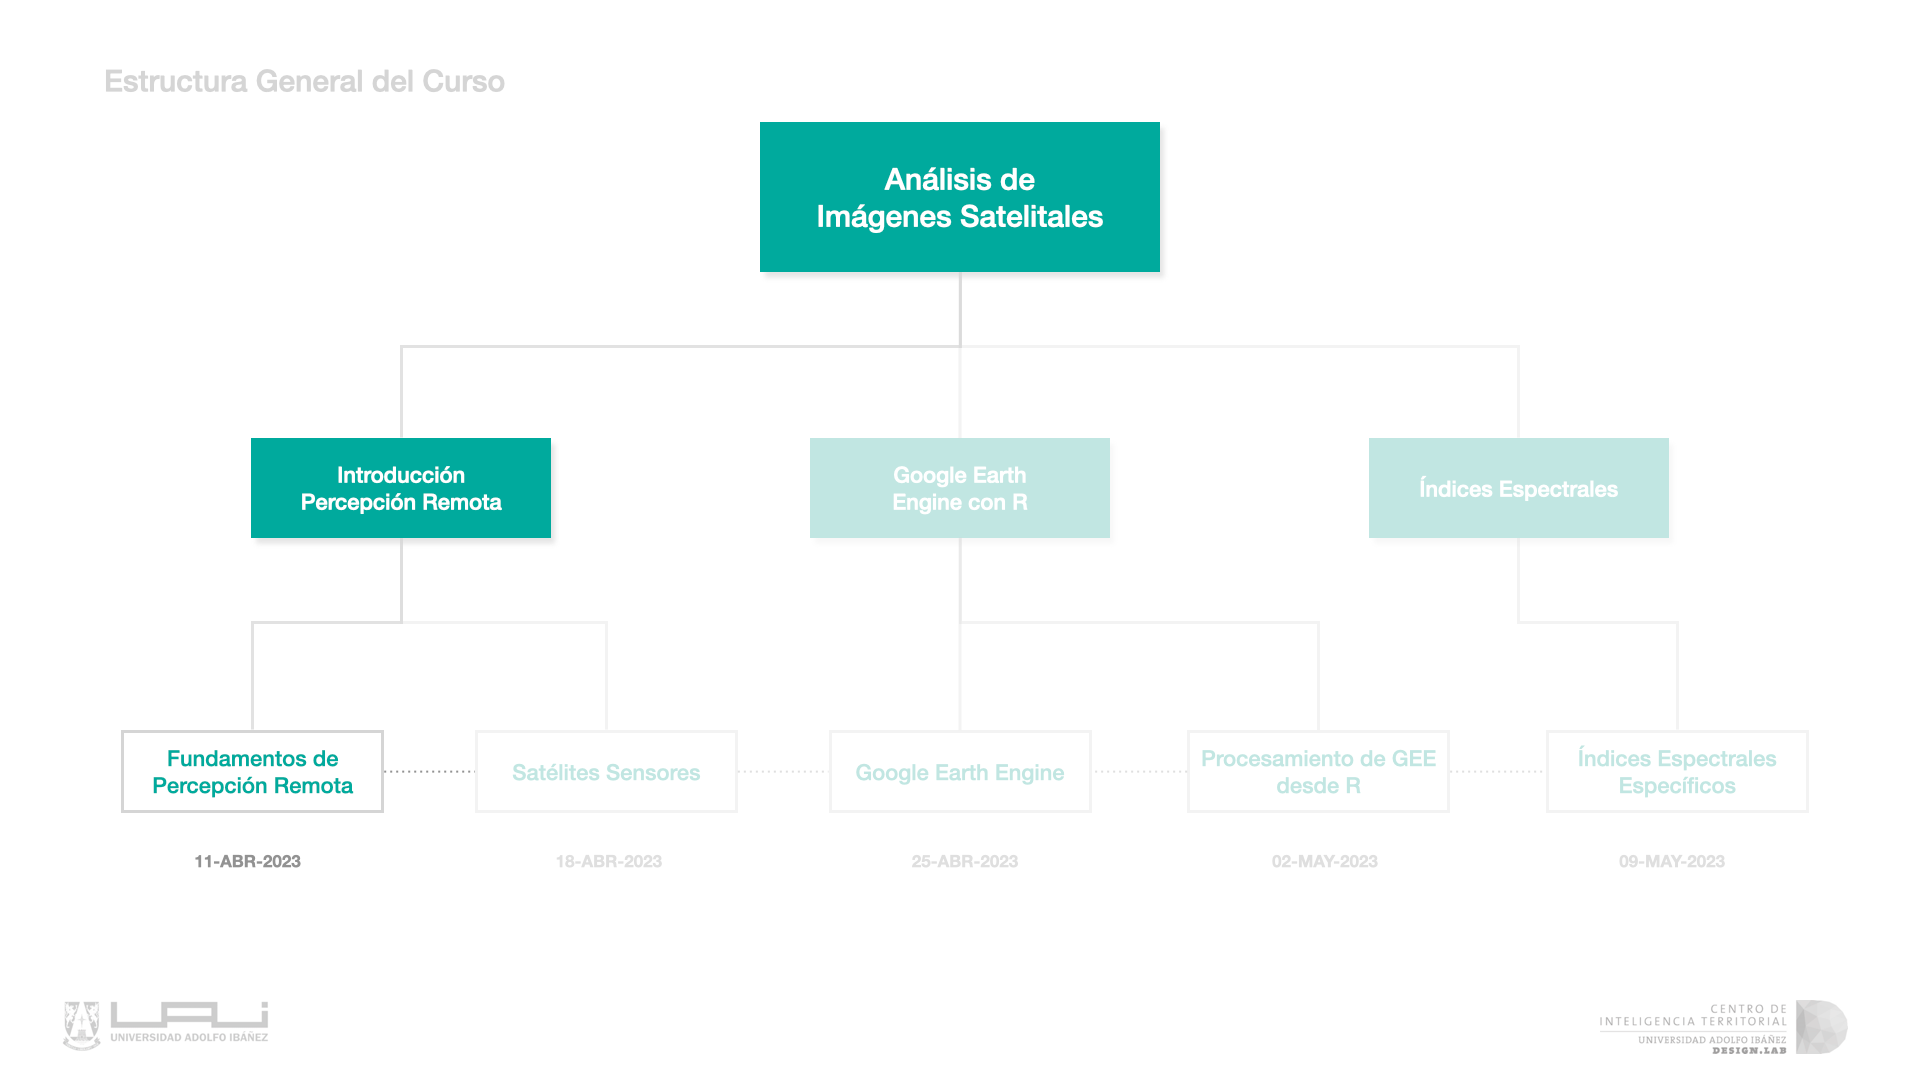 Estructura General del Curso
Análisis de
Imágenes Satelitales
Introducción
Percepción Remota
Google Earth
Engine con R
Índices Espectrales
Fundamentos de
Percepción Remota
Satélites Sensores
Google Earth Engine
Procesamiento de GEE
desde R
Índices Espectrales
Específicos
11-ABR-2023
18-ABR-2023
25-ABR-2023
02-MAY-2023
09-MAY-2023
UAI
UNIVERSIDAD ADOLFO IBÁÑEZ
CENTRO DE
INTELIGENCIA TERRITORIAL
UNIVERSIDAD ADOLFO IBÁÑEZ
DESIGN.LAB